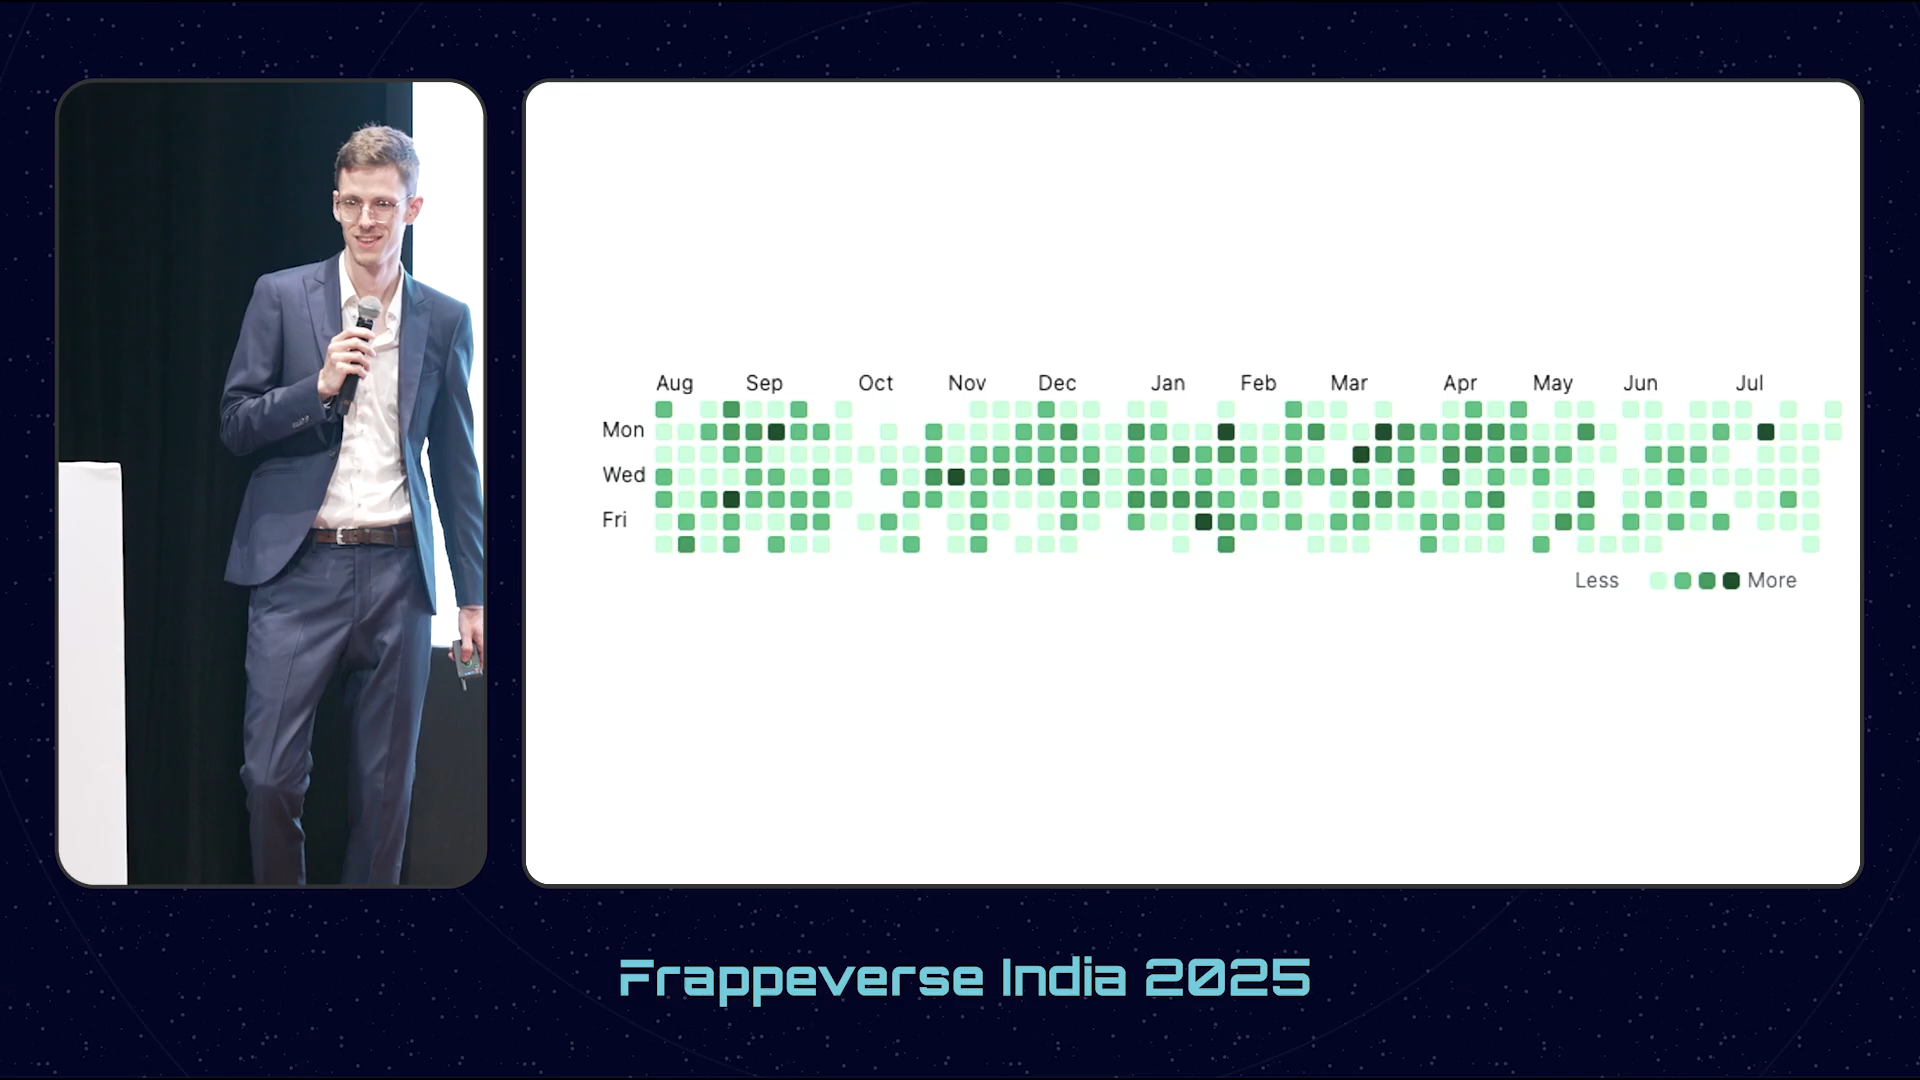 Aug Sep Oct Nov Dec Jan Feb Mar Apr May Jun Jul
Mon
Wed
Fri
Less More
Frappeverse India 2025